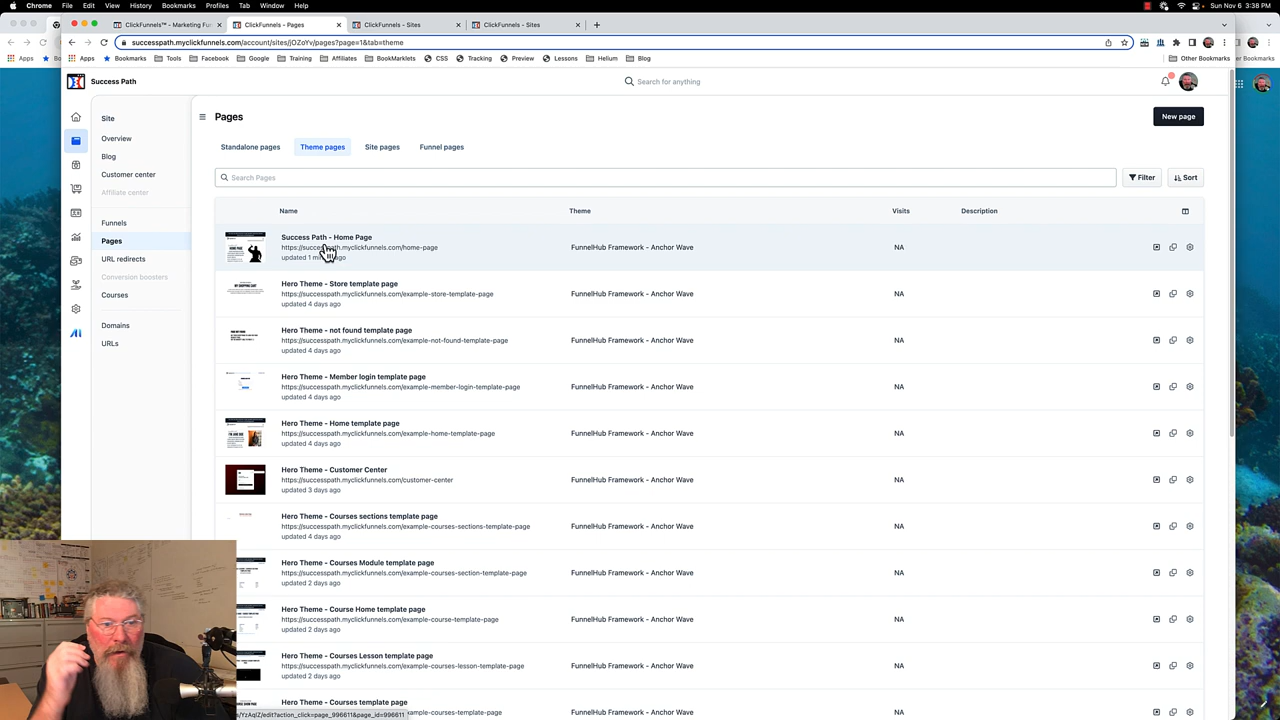 Chrome File Edit View History Bookmarks Profiles Tab Window Help
Sun Nov 6 3:38 PM
ClickFunnels™ - Marketing Fu
ClickFunnels - Pages
ClickFunnels - Sites
ClickFunnels - Sites
successpath.myclickfunnels.com/account/sites/jOZoYv/pages?page=1&tab=theme
Apps
Apps Bookmarks Tools Facebook Google Training Affiliates BookMarklets CSS Tracking Preview Lessons Helium Blog Other Bookmarks
er Bookmarks
Success Path
Search for anything
Site
Overview
Blog
Customer center
Affiliate center
Funnels
Pages
URL redirects
Conversion boosters
Courses
Domains
URLs
Pages
New page
Standalone pages Theme pages Site pages Funnel pages
Search Pages
Filter Sort
Name Theme Visits Description
Success Path - Home Page
https://successpath.myclickfunnels.com/home-page FunnelHub Framework - Anchor Wave NA
updated 1 ago
Hero Theme - Store template page
https://successpath.myclickfunnels.com/example-store-template-page FunnelHub Framework - Anchor Wave NA
updated 4 days ago
Hero Theme - not found template page
https://successpath.myclickfunnels.com/example-not-found-template-page FunnelHub Framework - Anchor Wave NA
updated 4 days ago
Hero Theme - Member login template page
https://successpath.myclickfunnels.com/example-member-login-template-page FunnelHub Framework - Anchor Wave NA
updated 4 days ago
Hero Theme - Home template page
https://successpath.myclickfunnels.com/example-home-template-page FunnelHub Framework - Anchor Wave NA
updated 4 days ago
Hero Theme - Customer Center
https://successpath.myclickfunnels.com/customer-center FunnelHub Framework - Anchor Wave NA
updated 3 days ago
Hero Theme - Courses sections template page
https://successpath.myclickfunnels.com/example-courses-sections-template-page FunnelHub Framework - Anchor Wave NA
updated 4 days ago
Hero Theme - Courses Module template page
https://successpath.myclickfunnels.com/example-courses-section-template-page FunnelHub Framework - Anchor Wave NA
updated 2 days ago
Hero Theme - Course Home template page
https://successpath.myclickfunnels.com/example-course-template-page FunnelHub Framework - Anchor Wave NA
updated 2 days ago
Hero Theme - Courses Lesson template page
https://successpath.myclickfunnels.com/example-courses-lesson-template-page FunnelHub Framework - Anchor Wave NA
updated 2 days ago
Hero Theme - Courses template page
.myclickfunnels.com/example-courses-template-page FunnelHub Framework - Anchor Wave NA
/edit?action_click=page_996611&page_id=996611